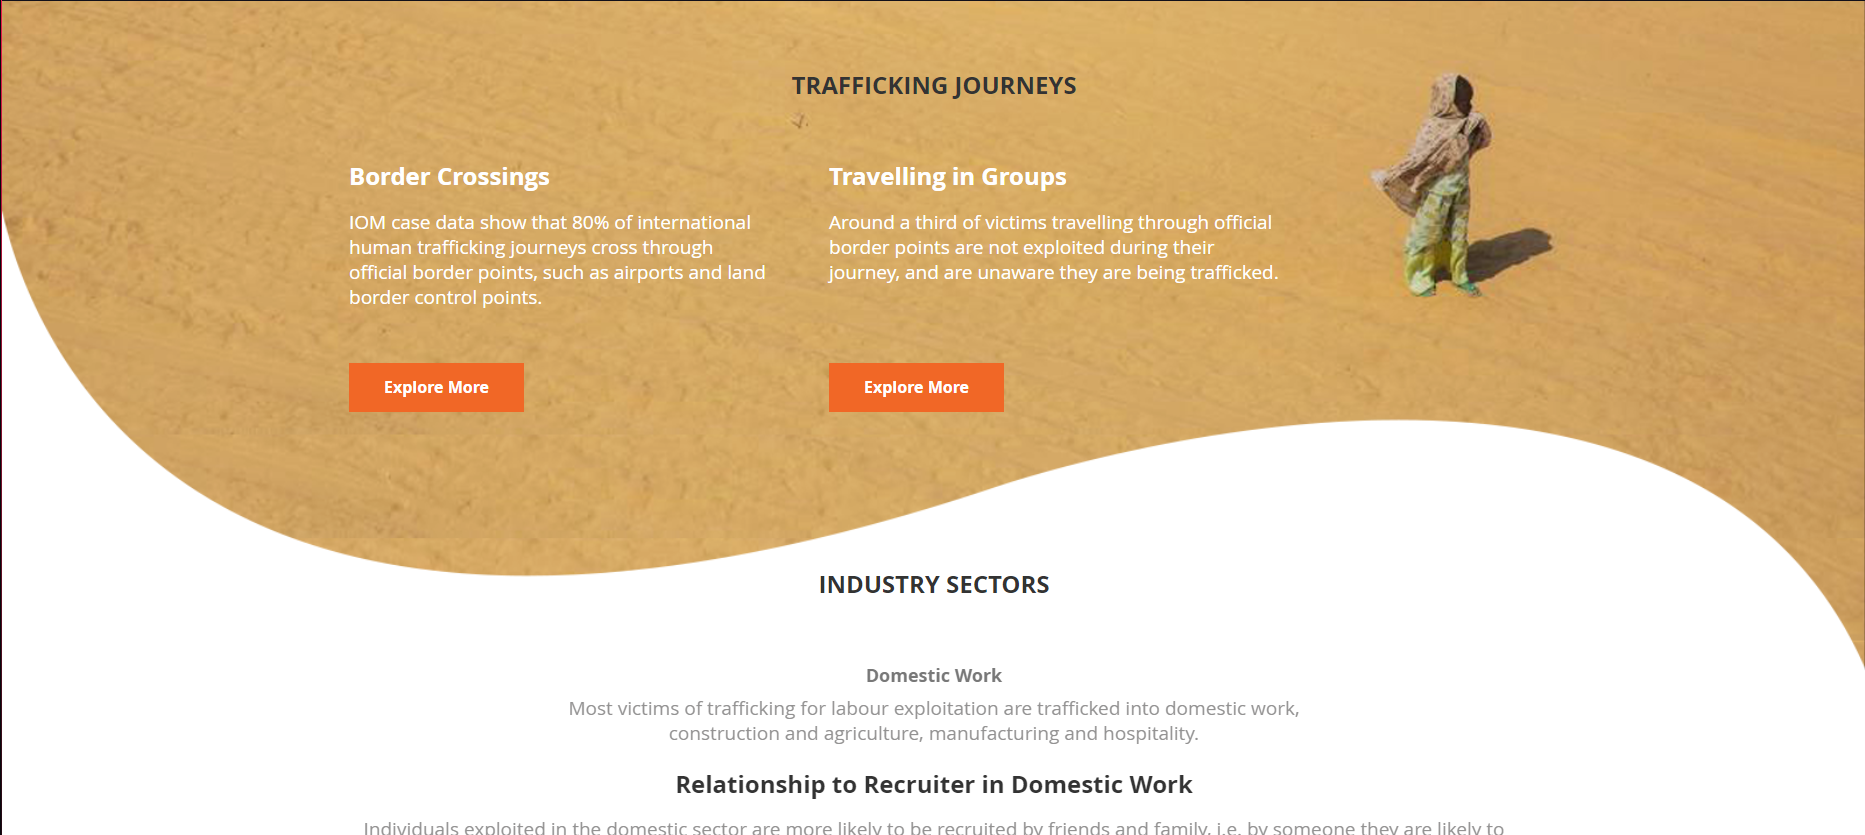 TRAFFICKING JOURNEYS
Border Crossings
IOM case data show that 80% of international
human trafficking journeys cross through
official border points, such as airports and land
border control points.
Explore More
Travelling in Groups
Around a third of victims travelling through official
border points are not exploited during their
journey, and are unaware they are being trafficked.
Explore More
INDUSTRY SECTORS
Domestic Work
Most victims of trafficking for labour exploitation are trafficked into domestic work,
construction and agriculture, manufacturing and hospitality.
Relationship to Recruiter in Domestic Work
Individuals exploited in the domestic sector are more likely to be recruited by friends and family, i.e. by someone they are likely to